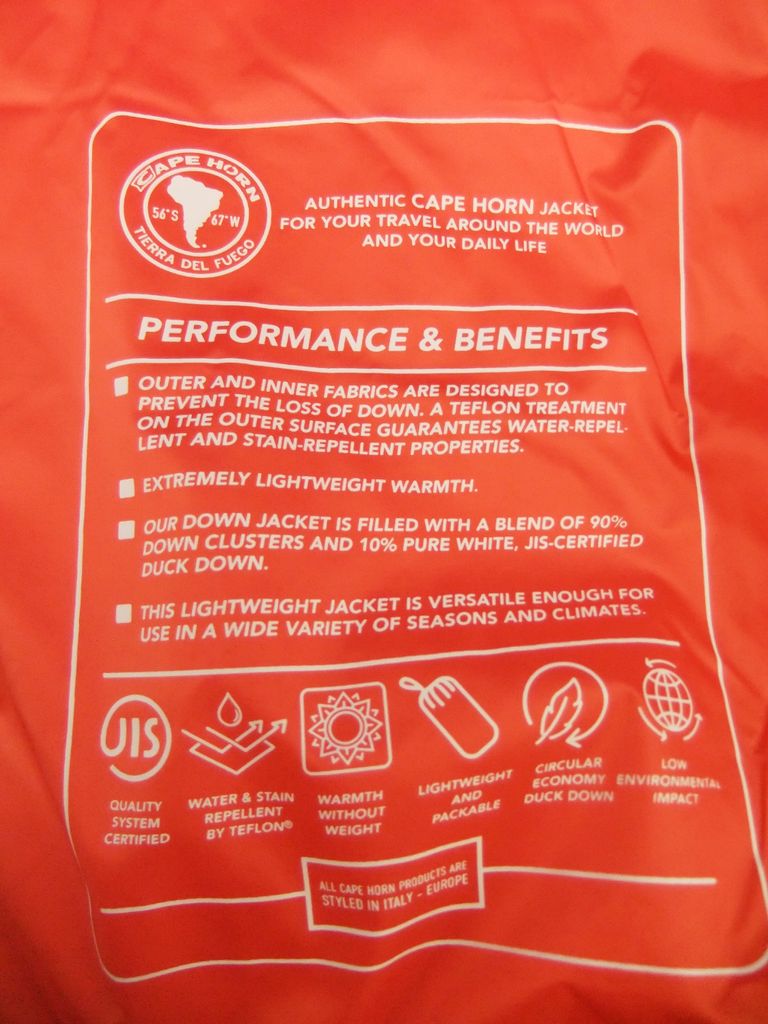 CAPE HORN
56°S 67°W
TIERRA DEL FUEGO
AUTHENTIC CAPE HORN JACKET
FOR YOUR TRAVEL AROUND THE WORLD
AND YOUR DAILY LIFE
PERFORMANCE & BENEFITS
OUTER AND INNER FABRICS ARE DESIGNED TO
PREVENT THE LOSS OF DOWN. A TEFLON TREATMENT
ON THE OUTER SURFACE GUARANTEES WATER-REPEL-
LENT AND STAIN-REPELLENT PROPERTIES.
EXTREMELY LIGHTWEIGHT WARMTH.
OUR DOWN JACKET IS FILLED WITH A BLEND OF 90%
DOWN CLUSTERS AND 10% PURE WHITE, JIS-CERTIFIED
DUCK DOWN.
THIS LIGHTWEIGHT JACKET IS VERSATILE ENOUGH FOR
USE IN A WIDE VARIETY OF SEASONS AND CLIMATES.
JIS
QUALITY
SYSTEM
CERTIFIED
WATER & STAIN
REPELLENT
BY TEFLON®
WARMTH
WITHOUT
WEIGHT
LIGHTWEIGHT
AND
PACKABLE
CIRCULAR
ECONOMY
DUCK DOWN
LOW
ENVIRONMENTAL
IMPACT
ALL CAPE HORN PRODUCTS ARE
STYLED IN ITALY - EUROPE